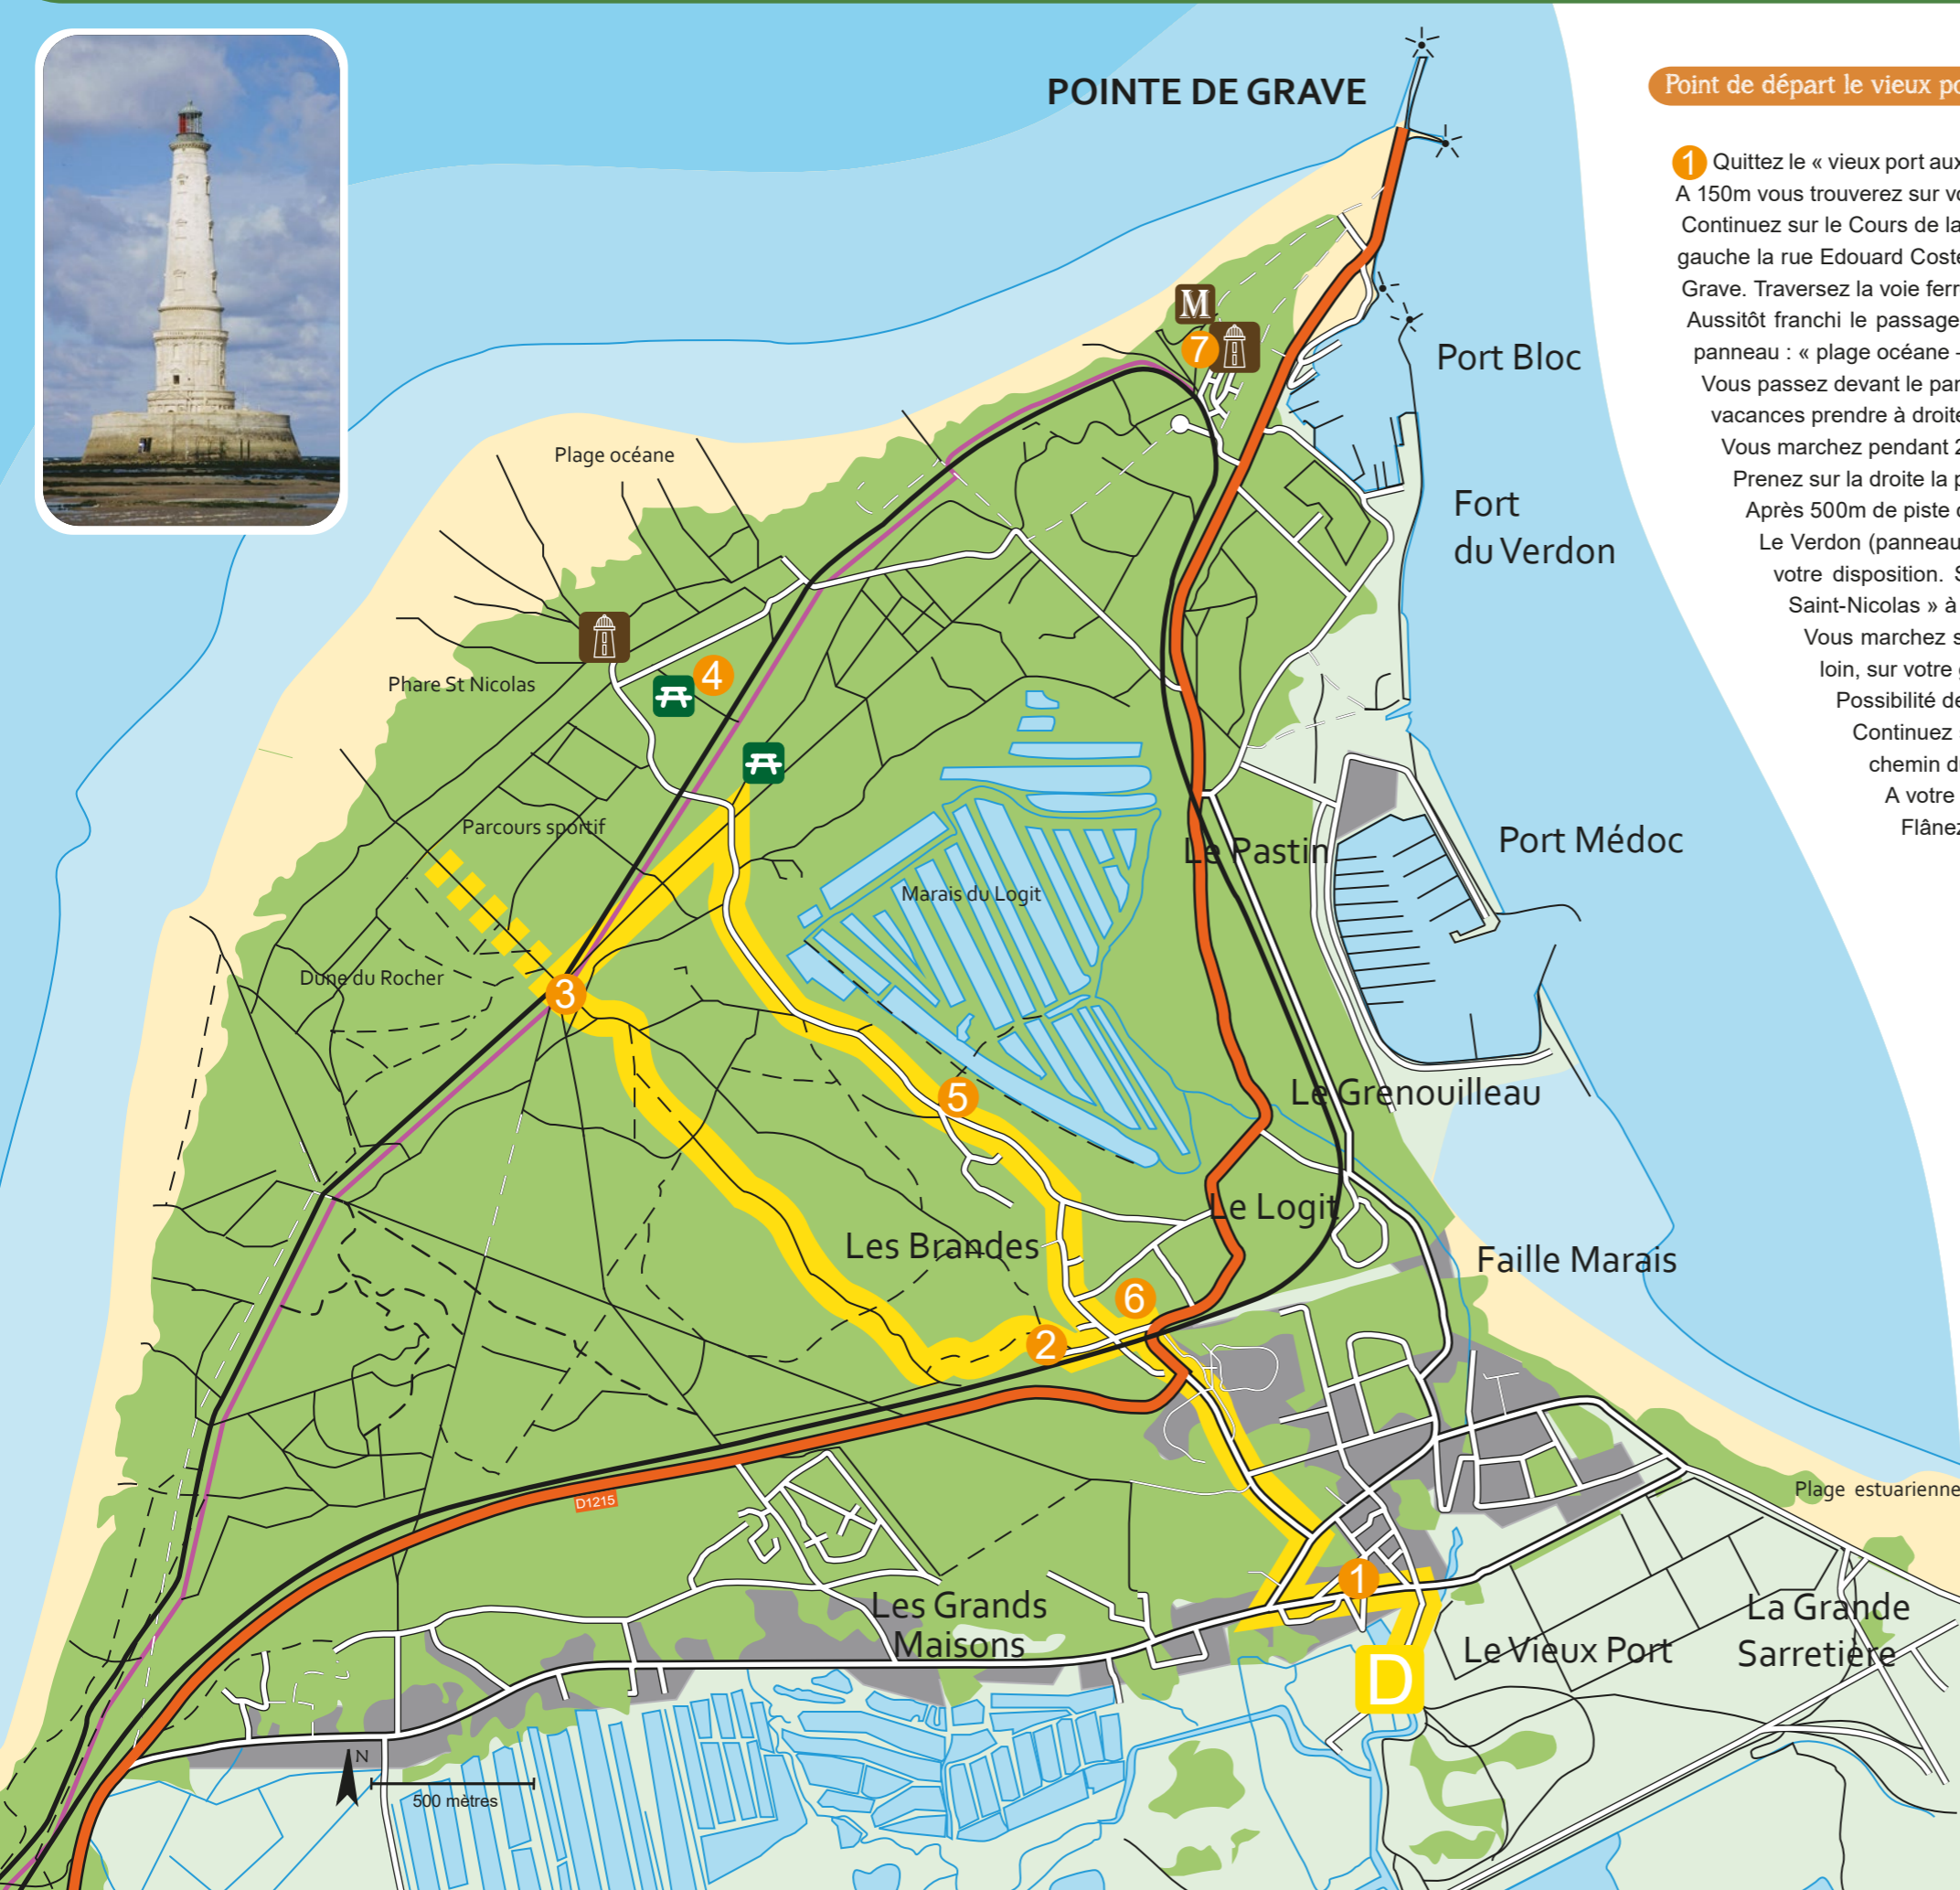 POINTE DE GRAVE
M
7
Port Bloc
Plage océane
Fort
du Verdon
4
Phare St Nicolas
Parcours sportif
Le Pastin
Port Médoc
Marais du Logit
Dune du Rocher
3
5
Le Grenouilleau
Le Logit
Les Brandes
Faille Marais
6
2
D1215
Plage estuarienne
1
Les Grands
Maisons
La Grande
Sarretière
Le Vieux Port
D
N
500 mètres
Point de départ le vieux
1 Quittez le « vieux port aux
A 150m vous trouverez sur
Continuez sur le Cours de la
gauche la rue Edouard
Grave. Traversez la voie
Aussitôt franchi le passage
panneau : « plage océane
Vous passez devant le
vacances prendre à droite
Vous marchez pendant
Prenez sur la droite la
Après 500m de piste
Le Verdon (panneau
votre disposition.
Saint-Nicolas » à
Vous marchez
loin, sur votre
Possibilité de
Continuez
chemin
A votre
Flânez